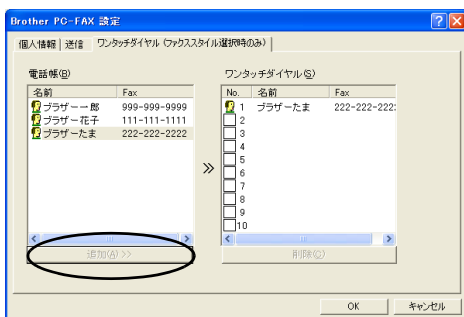 Brother PC-FAX 設定
個人情報 送信 ワンタッチダイヤル (ファクススタイル選択時のみ)
電話帳(B)
名前 Fax
ブラザー一郎 999-999-9999
ブラザー花子 111-111-1111
ブラザーたま 222-222-2222
追加(A) >>
»
ワンタッチダイヤル(S)
No. 名前 Fax
1 ブラザーたま 222-222-222
2
3
4
5
6
7
8
9
10
削除(C)
OK キャンセル